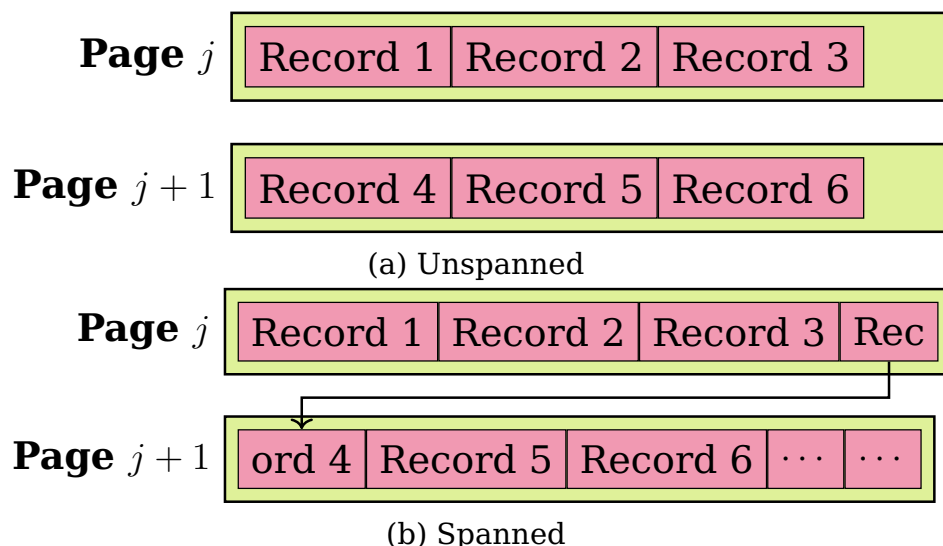 Page j Record 1 Record 2 Record 3
Page j + 1 Record 4 Record 5 Record 6
(a) Unspanned
Page j Record 1 Record 2 Record 3 Rec
Page j + 1 ord 4 Record 5 Record 6 ··· ···
(b) Spanned